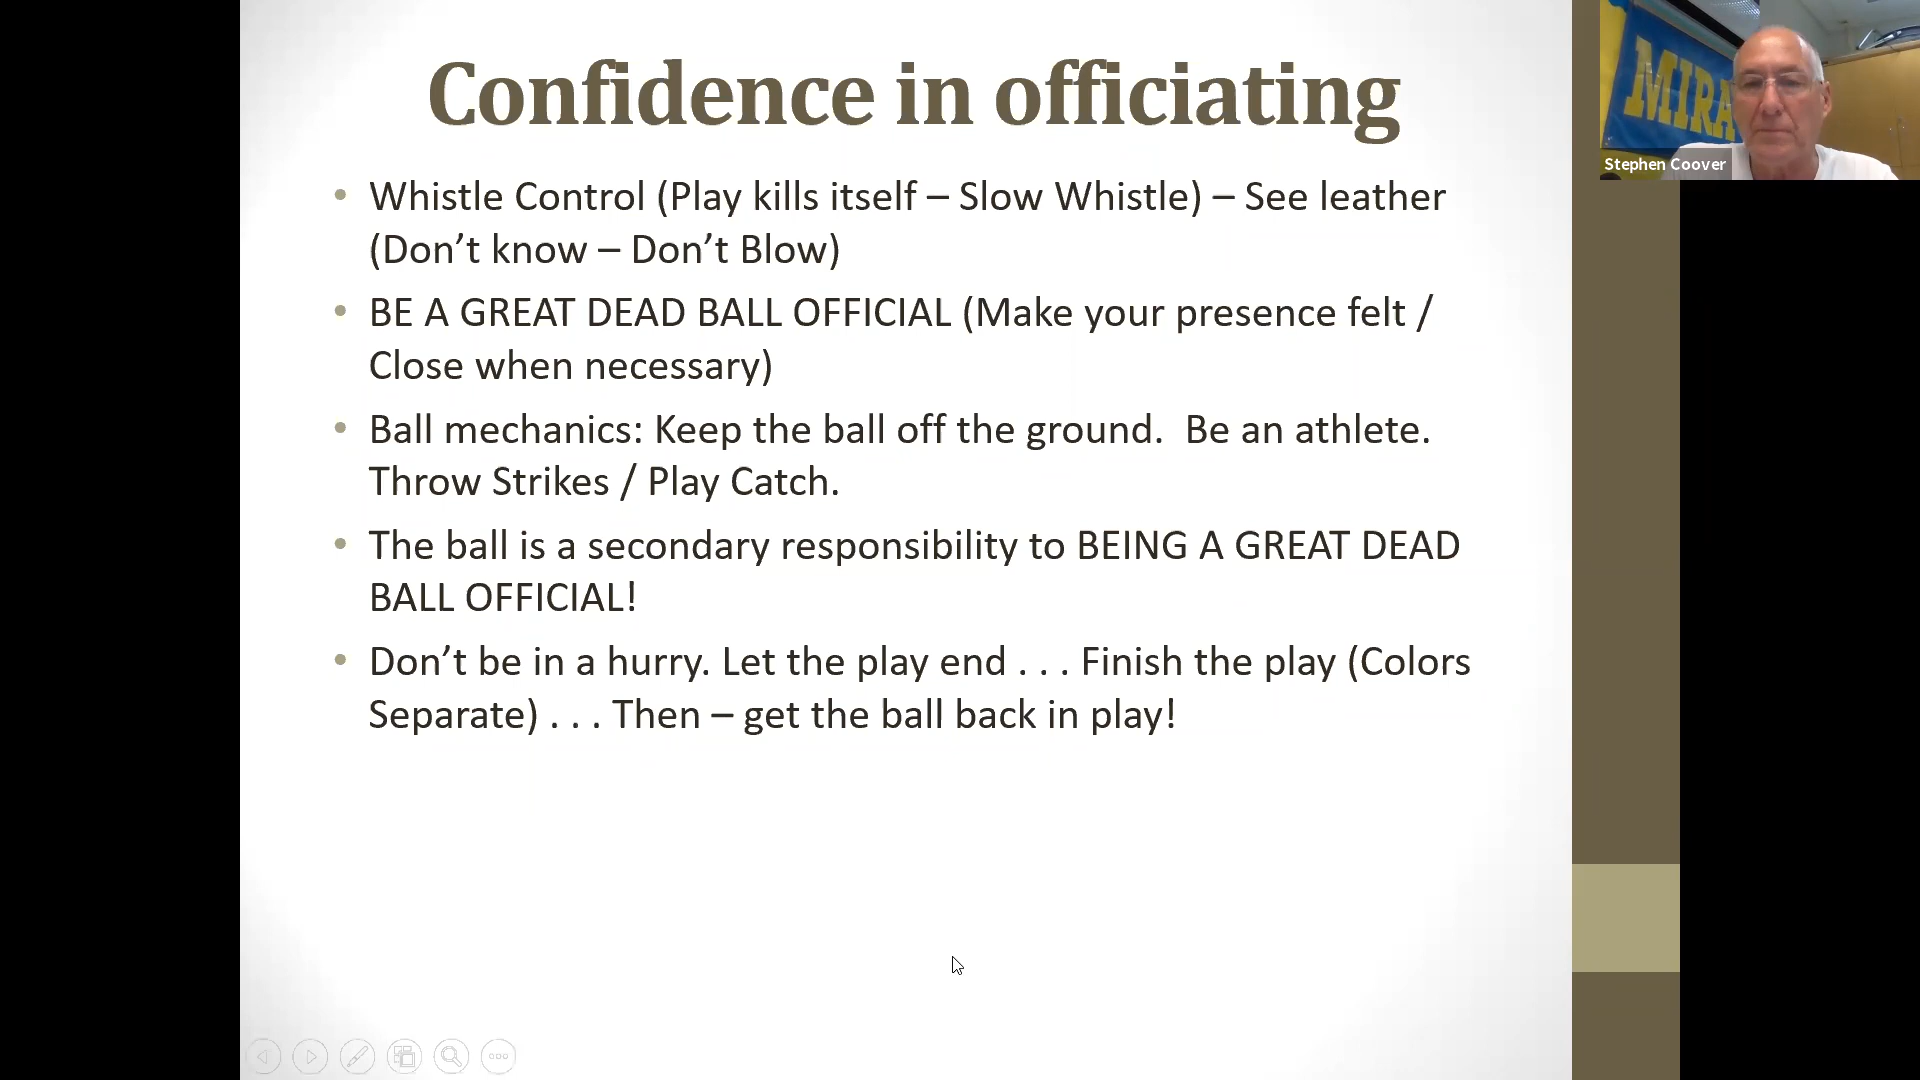 Confidence in officiating
• Whistle Control (Play kills itself – Slow Whistle) – See leather
(Don’t know – Don’t Blow)
• BE A GREAT DEAD BALL OFFICIAL (Make your presence felt /
Close when necessary)
• Ball mechanics: Keep the ball off the ground.  Be an athlete.
Throw Strikes / Play Catch.
• The ball is a secondary responsibility to BEING A GREAT DEAD
BALL OFFICIAL!
• Don’t be in a hurry. Let the play end . . . Finish the play (Colors
Separate) . . . Then – get the ball back in play!
MIRA
Stephen Coover